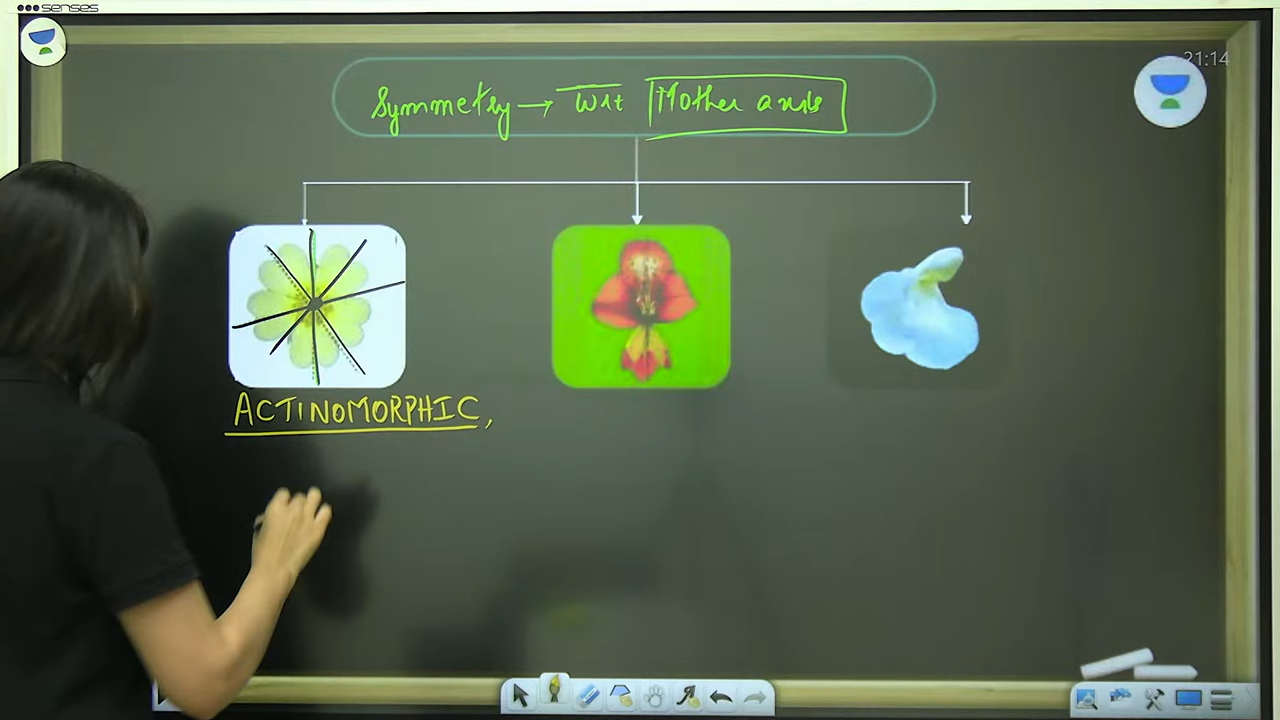 senses
21:14
Symmetry → wrt Mother axis
ACTINOMORPHIC,